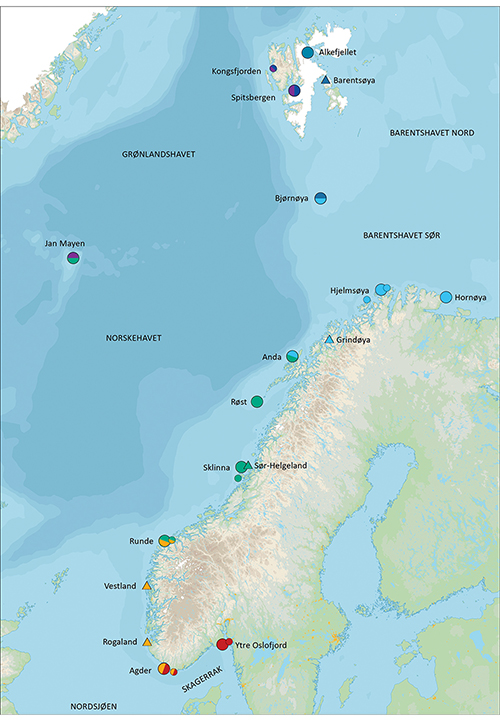 Alkefjellet
Kongsfjorden
Barentsøya
Spitsbergen
BARENTSHAVET NORD
GRØNLANDSHAVET
Bjørnøya
BARENTSHAVET SØR
Jan Mayen
Hjelmsøya
Hornøya
NORSKEHAVET
Grindøya
Anda
Røst
Sklinna
Sør-Helgeland
Runde
Vestland
Rogaland
Ytre Oslofjord
Agder
SKAGERRAK
NORDSJØEN